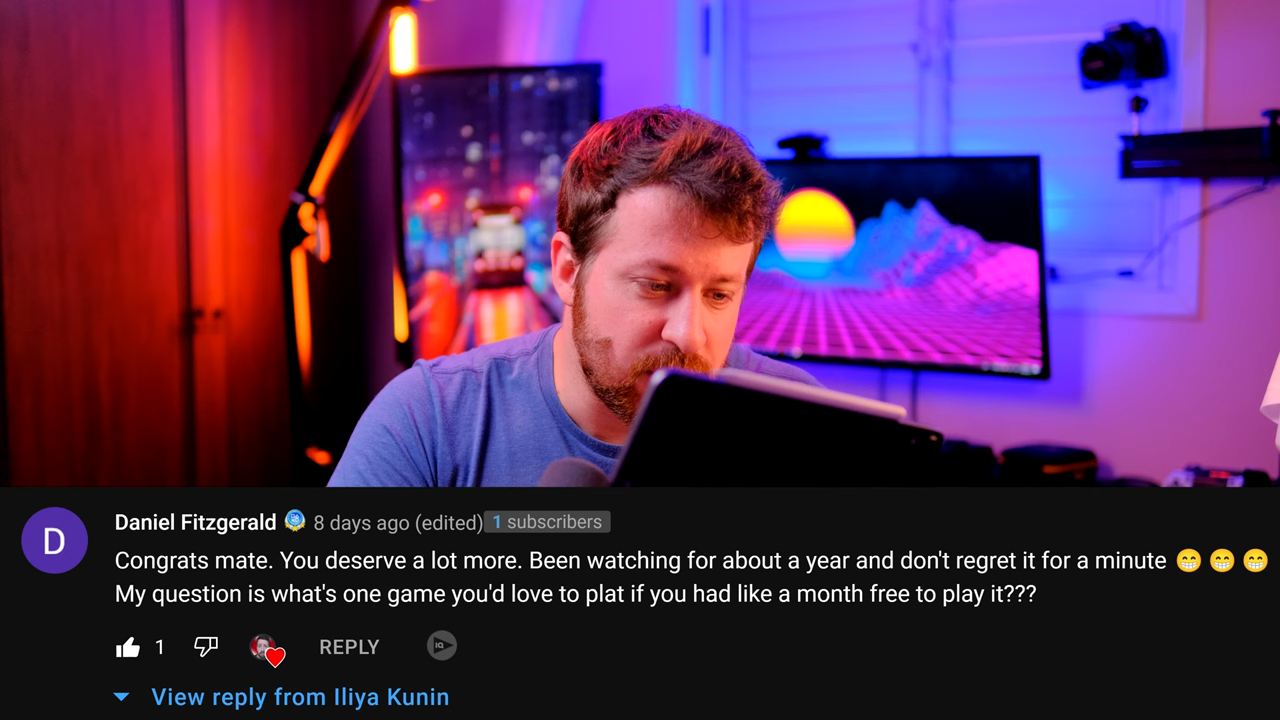 D
Daniel Fitzgerald 8 days ago (edited) 1 subscribers
Congrats mate. You deserve a lot more. Been watching for about a year and don't regret it for a minute 😁 😁 😁
My question is what's one game you'd love to plat if you had like a month free to play it???
1 REPLY IQ
View reply from Iliya Kunin